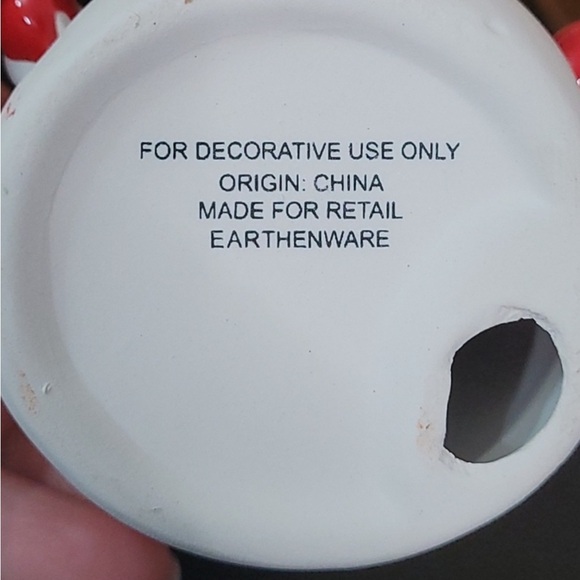 FOR DECORATIVE USE ONLY
ORIGIN: CHINA
MADE FOR RETAIL
EARTHENWARE